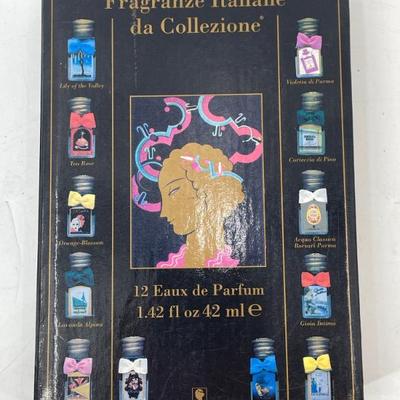 Fragranze Italiane
da Collezione®
Lily of the Valley
Violetta di Parma
Tea Rose
Corteccia di Pino
Orange-Blossom
Acqua Classica
Borsari Parma
Lavanda Alpina
Gioia Intima
12 Eaux de Parfum
1.42 fl oz 42 ml e